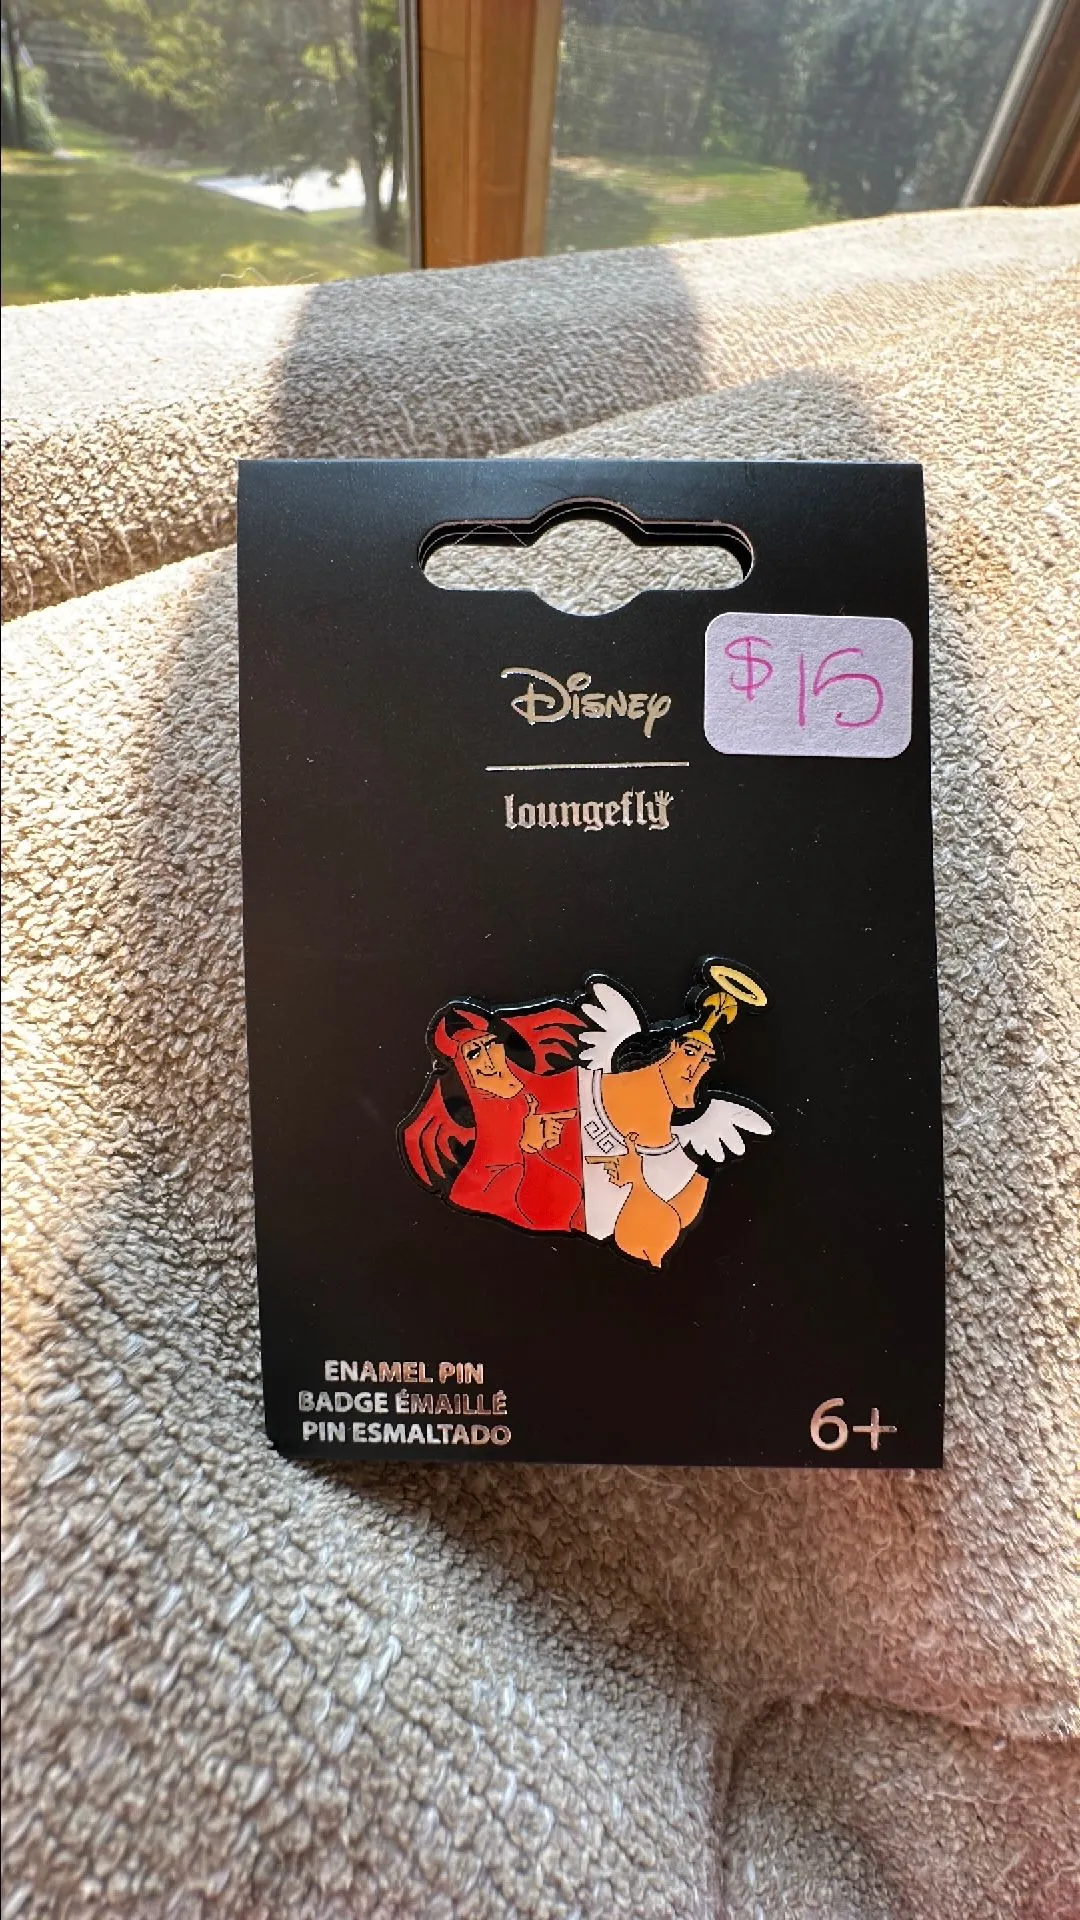 Disney
$15
loungefly
ENAMEL PIN
BADGE ÉMAILLÉ
PIN ESMALTADO
6+